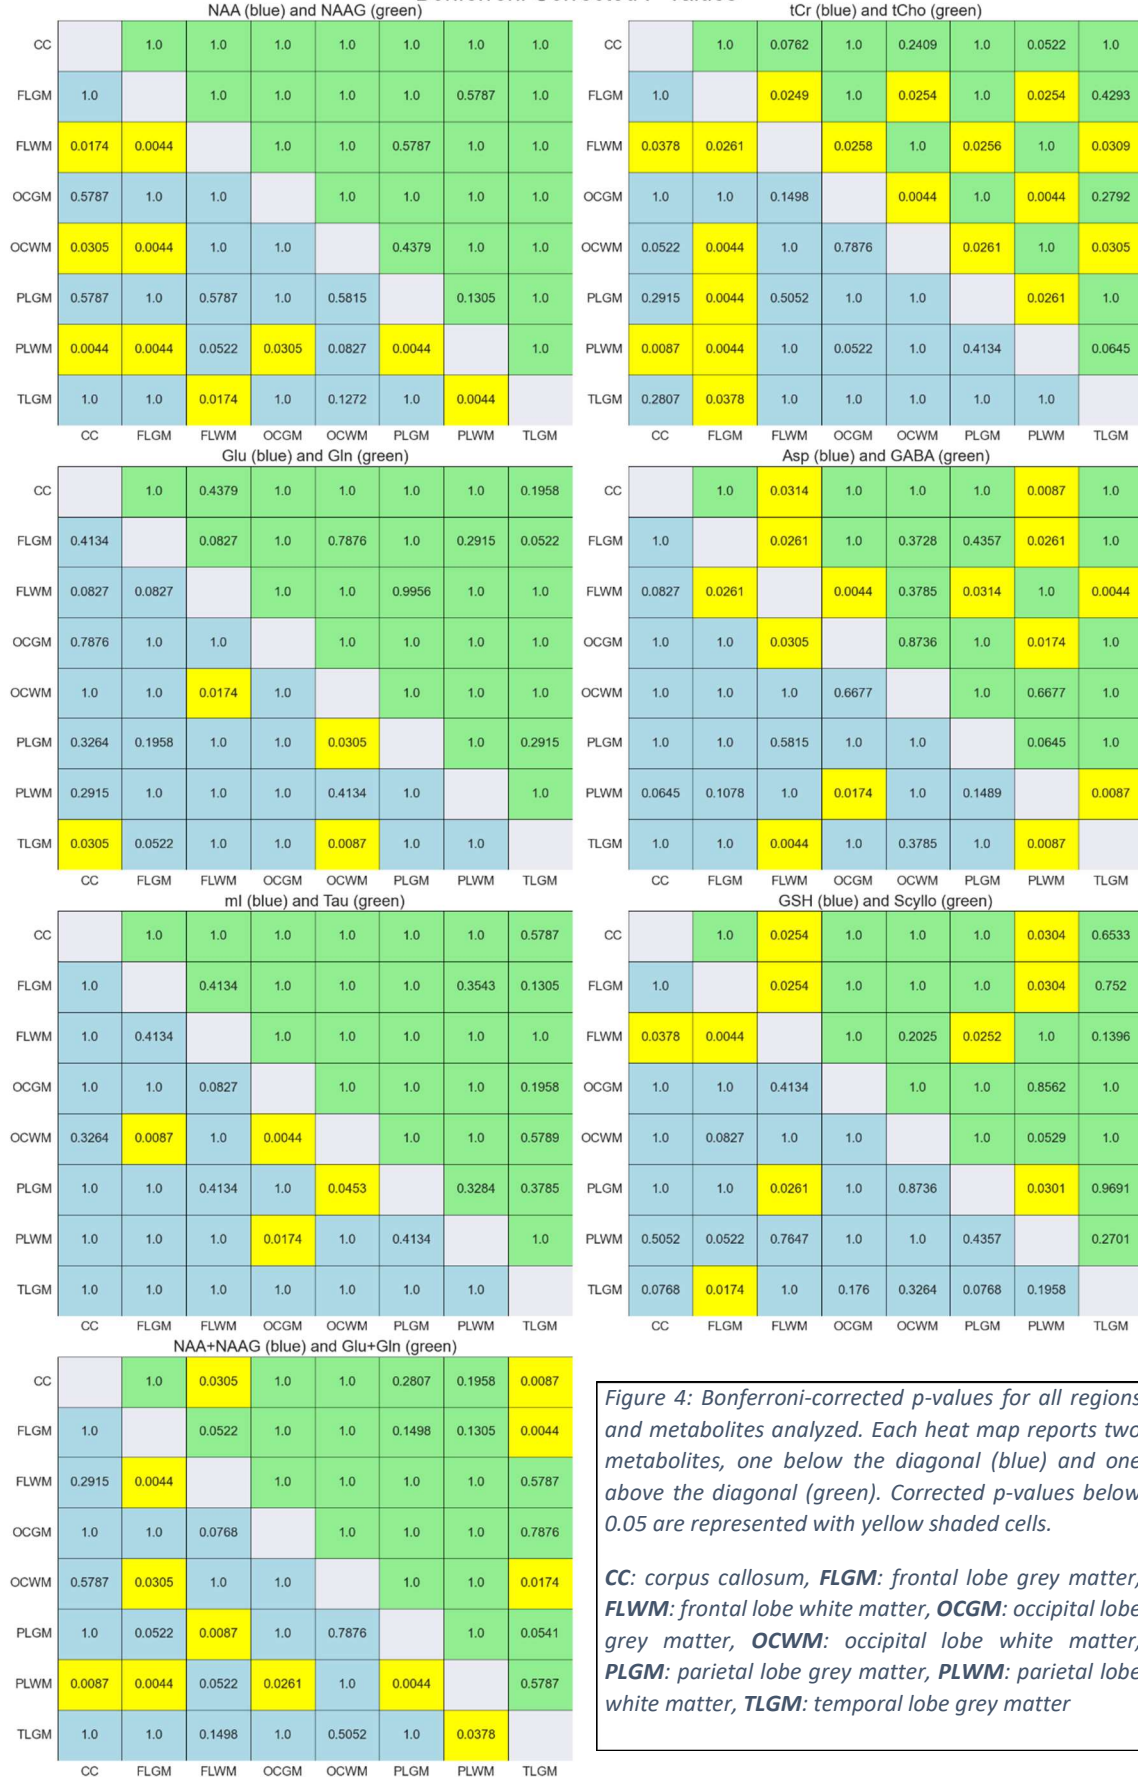 NAA (blue) and NAAG (green)
CC 1.0 1.0 1.0 1.0 1.0 1.0 1.0
FLGM 1.0 1.0 1.0 1.0 1.0 0.5787 1.0
FLWM 0.0174 0.0044 1.0 1.0 0.5787 1.0 1.0
OCGM 0.5787 1.0 1.0 1.0 1.0 1.0 1.0
OCWM 0.0305 0.0044 1.0 1.0 0.4379 1.0 1.0
PLGM 0.5787 1.0 0.5787 1.0 0.5815 0.1305 1.0
PLWM 0.0044 0.0044 0.0522 0.0305 0.0827 0.0044 1.0
TLGM 1.0 1.0 0.0174 1.0 0.1272 1.0 0.0044
CC FLGM FLWM OCGM OCWM PLGM PLWM TLGM
tCr (blue) and tCho (green)
CC 1.0 0.0762 1.0 0.2409 1.0 0.0522 1.0
FLGM 1.0 0.0249 1.0 0.0254 1.0 0.0254 0.4293
FLWM 0.0378 0.0261 0.0258 1.0 0.0256 1.0 0.0309
OCGM 1.0 1.0 0.1498 0.0044 1.0 0.0044 0.2792
OCWM 0.0522 0.0044 1.0 0.7876 0.0261 1.0 0.0305
PLGM 0.2915 0.0044 0.5052 1.0 1.0 0.0261 1.0
PLWM 0.0087 0.0044 1.0 0.0522 1.0 0.4134 0.0645
TLGM 0.2807 0.0378 1.0 1.0 1.0 1.0 1.0
CC FLGM FLWM OCGM OCWM PLGM PLWM TLGM
Glu (blue) and Gln (green)
CC 1.0 0.4379 1.0 1.0 1.0 1.0 0.1958
FLGM 0.4134 0.0827 1.0 0.7876 1.0 0.2915 0.0522
FLWM 0.0827 0.0827 1.0 1.0 0.9956 1.0 1.0
OCGM 0.7876 1.0 1.0 1.0 1.0 1.0 1.0
OCWM 1.0 1.0 0.0174 1.0 1.0 1.0 1.0
PLGM 0.3264 0.1958 1.0 1.0 0.0305 1.0 0.2915
PLWM 0.2915 1.0 1.0 1.0 0.4134 1.0 1.0
TLGM 0.0305 0.0522 1.0 1.0 0.0087 1.0 1.0
CC FLGM FLWM OCGM OCWM PLGM PLWM TLGM
Asp (blue) and GABA (green)
CC 1.0 0.0314 1.0 1.0 1.0 0.0087 1.0
FLGM 1.0 0.0261 1.0 0.3728 0.4357 0.0261 1.0
FLWM 0.0827 0.0261 0.0044 0.3785 0.0314 1.0 0.0044
OCGM 1.0 1.0 0.0305 0.8736 1.0 0.0174 1.0
OCWM 1.0 1.0 1.0 0.6677 1.0 0.6677 1.0
PLGM 1.0 1.0 0.5815 1.0 1.0 0.0645 1.0
PLWM 0.0645 0.1078 1.0 0.0174 1.0 0.1489 0.0087
TLGM 1.0 1.0 0.0044 1.0 0.3785 1.0 0.0087
CC FLGM FLWM OCGM OCWM PLGM PLWM TLGM
mI (blue) and Tau (green)
CC 1.0 1.0 1.0 1.0 1.0 1.0 0.5787
FLGM 1.0 0.4134 1.0 1.0 1.0 0.3543 0.1305
FLWM 1.0 0.4134 1.0 1.0 1.0 1.0 1.0
OCGM 1.0 1.0 0.0827 1.0 1.0 1.0 0.1958
OCWM 0.3264 0.0087 1.0 0.0044 1.0 1.0 0.5789
PLGM 1.0 1.0 0.4134 1.0 0.0453 0.3284 0.3785
PLWM 1.0 1.0 1.0 0.0174 1.0 0.4134 1.0
TLGM 1.0 1.0 1.0 1.0 1.0 1.0 1.0
CC FLGM FLWM OCGM OCWM PLGM PLWM TLGM
GSH (blue) and Scyllo (green)
CC 1.0 0.0254 1.0 1.0 1.0 0.0304 0.6533
FLGM 1.0 0.0254 1.0 1.0 1.0 0.0304 0.752
FLWM 0.0378 0.0044 1.0 0.2025 0.0252 1.0 0.1396
OCGM 1.0 1.0 0.4134 1.0 1.0 0.8562 1.0
OCWM 1.0 0.0827 1.0 1.0 1.0 0.0529 1.0
PLGM 1.0 1.0 0.0261 1.0 0.8736 0.0301 0.9691
PLWM 0.5052 0.0522 0.7647 1.0 1.0 0.4357 0.2701
TLGM 0.0768 0.0174 1.0 0.176 0.3264 0.0768 0.1958
CC FLGM FLWM OCGM OCWM PLGM PLWM TLGM
NAA+NAAG (blue) and Glu+Gln (green)
CC 1.0 0.0305 1.0 1.0 0.2807 0.1958 0.0087
FLGM 1.0 0.0522 1.0 1.0 0.1498 0.1305 0.0044
FLWM 0.2915 0.0044 1.0 1.0 1.0 1.0 0.5787
OCGM 1.0 1.0 0.0768 1.0 1.0 1.0 0.7876
OCWM 0.5787 0.0305 1.0 1.0 1.0 1.0 0.0174
PLGM 1.0 0.0522 0.0087 1.0 0.7876 1.0 0.0541
PLWM 0.0087 0.0044 0.0522 0.0261 1.0 0.0044 0.5787
TLGM 1.0 1.0 0.1498 1.0 0.5052 1.0 0.0378
CC FLGM FLWM OCGM OCWM PLGM PLWM TLGM
Figure 4: Bonferroni-corrected p-values for all regions
and metabolites analyzed. Each heat map reports two
metabolites, one below the diagonal (blue) and one
above the diagonal (green). Corrected p-values below
0.05 are represented with yellow shaded cells.
CC: corpus callosum, FLGM: frontal lobe grey matter,
FLWM: frontal lobe white matter, OCGM: occipital lobe
grey matter, OCWM: occipital lobe white matter,
PLGM: parietal lobe grey matter, PLWM: parietal lobe
white matter, TLGM: temporal lobe grey matter